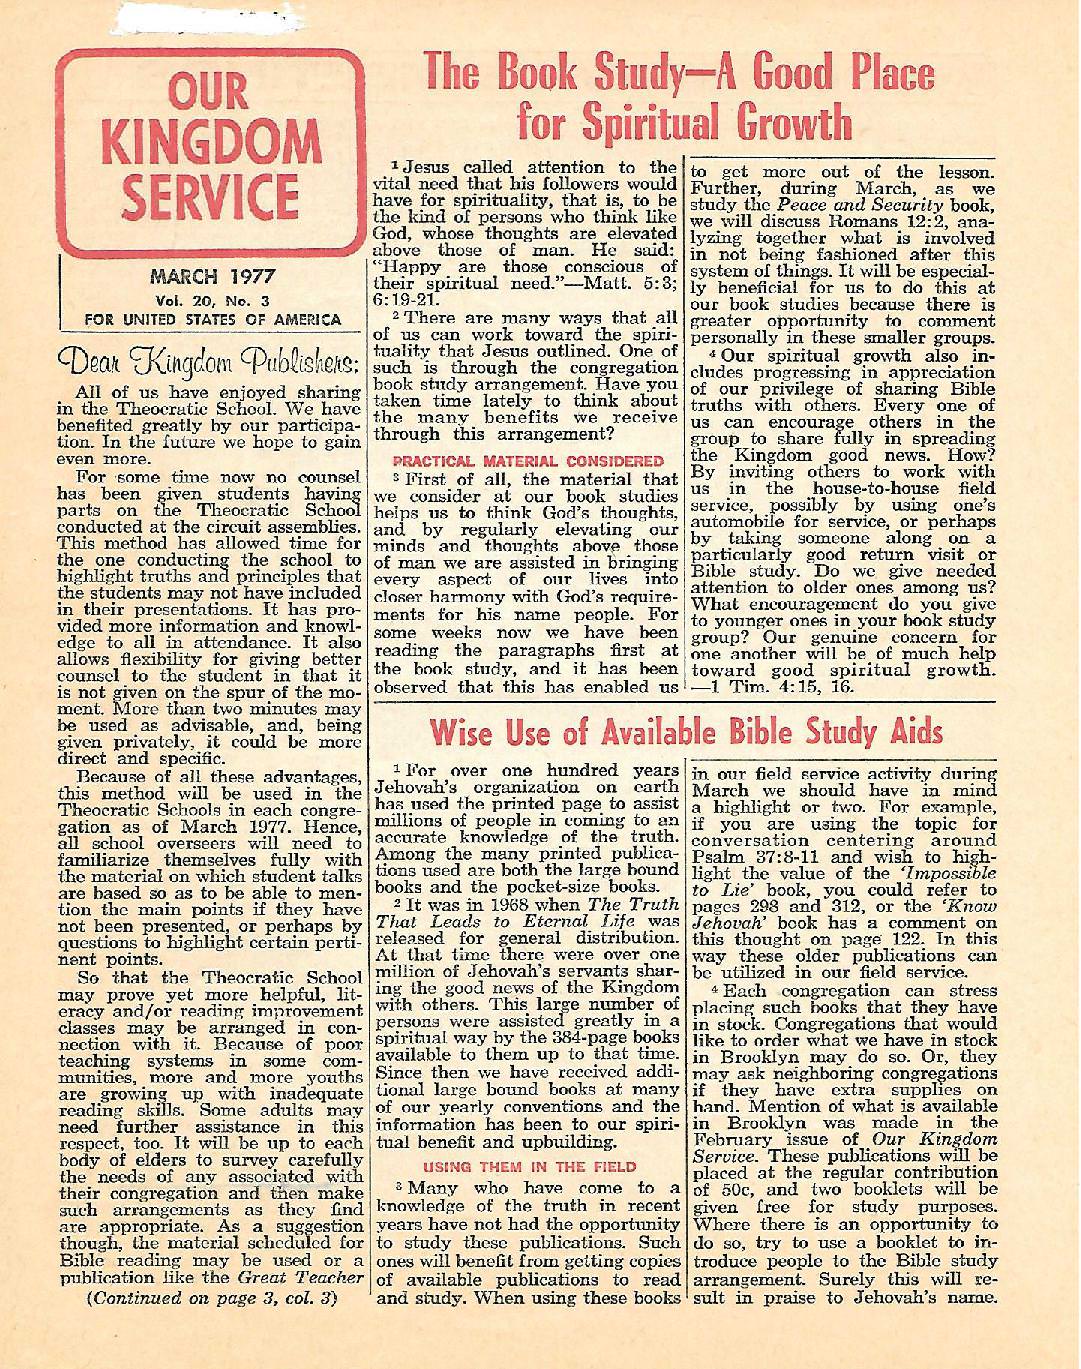 OUR
KINGDOM
SERVICE
MARCH 1977
Vol. 20, No. 3
FOR UNITED STATES OF AMERICA
Dear Kingdom Publishers:
All of us have enjoyed sharing
in the Theocratic School. We have
benefited greatly by our participa-
tion. In the future we hope to gain
even more.
For some time now no counsel
has been given students having
parts on the Theocratic School
conducted at the circuit assemblies.
This method has allowed time for
the one conducting the school to
highlight truths and principles that
the students may not have included
in their presentations. It has pro-
vided more information and knowl-
edge to all in attendance. It also
allows flexibility for giving better
counsel to the student in that it
is not given on the spur of the mo-
ment. More than two minutes may
be used as advisable, and, being
given privately, it could be more
direct and specific.
Because of all these advantages,
this method will be used in the
Theocratic Schools in each congre-
gation as of March 1977. Hence,
all school overseers will need to
familiarize themselves fully with
the material on which student talks
are based so as to be able to men-
tion the main points if they have
not been presented, or perhaps by
questions to highlight certain perti-
nent points.
So that the Theocratic School
may prove yet more helpful, lit-
eracy and/or reading improvement
classes may be arranged in con-
nection with it. Because of poor
teaching systems in some com-
munities, more and more youths
are growing up with inadequate
reading skills. Some adults may
need further assistance in this
respect, too. It will be up to each
body of elders to survey carefully
the needs of any associated with
their congregation and then make
such arrangements as they find
are appropriate. As a suggestion
though, the material scheduled for
Bible reading may be used or a
publication like the Great Teacher
(Continued on page 3, col. 3)
The Book Study—A Good Place
for Spiritual Growth
1 Jesus called attention to the
vital need that his followers would
have for spirituality, that is, to be
the kind of persons who think like
God, whose thoughts are elevated
above those of man. He said:
"Happy are those conscious of
their spiritual need."—Matt. 5:3;
6:19-21.
2 There are many ways that all
of us can work toward the spiri-
tuality that Jesus outlined. One of
such is through the congregation
book study arrangement. Have you
taken time lately to think about
the many benefits we receive
through this arrangement?
PRACTICAL MATERIAL CONSIDERED
3 First of all, the material that
we consider at our book studies
helps us to think God's thoughts,
and by regularly elevating our
minds and thoughts above those
of man we are assisted in bringing
every aspect of our lives into
closer harmony with God's require-
ments for his name people. For
some weeks now we have been
reading the paragraphs first at
the book study, and it has been
observed that this has enabled us
to get more out of the lesson.
Further, during March, as we
study the Peace and Security book,
we will discuss Romans 12:2, ana-
lyzing together what is involved
in not being fashioned after this
system of things. It will be especial-
ly beneficial for us to do this at
our book studies because there is
greater opportunity to comment
personally in these smaller groups.
4 Our spiritual growth also in-
cludes progressing in appreciation
of our privilege of sharing Bible
truths with others. Every one of
us can encourage others in the
group to share fully in spreading
the Kingdom good news. How?
By inviting others to work with
us in the house-to-house field
service, possibly by using one's
automobile for service, or perhaps
by taking someone along on a
particularly good return visit or
Bible study. Do we give needed
attention to older ones among us?
What encouragement do you give
to younger ones in your book study
group? Our genuine concern for
one another will be of much help
toward good spiritual growth.
—1 Tim. 4:15, 16.
Wise Use of Available Bible Study Aids
1 For over one hundred years
Jehovah's organization on earth
has used the printed page to assist
millions of people in coming to an
accurate knowledge of the truth.
Among the many printed publica-
tions used are both the large bound
books and the pocket-size books.
2 It was in 1968 when The Truth
That Leads to Eternal Life was
released for general distribution.
At that time there were over one
million of Jehovah's servants shar-
ing the good news of the Kingdom
with others. This large number of
persons were assisted greatly in a
spiritual way by the 384-page books
available to them up to that time.
Since then we have received addi-
tional large bound books at many
of our yearly conventions and the
information has been to our spiri-
tual benefit and upbuilding.
USING THEM IN THE FIELD
3 Many who have come to a
knowledge of the truth in recent
years have not had the opportunity
to study these publications. Such
ones will benefit from getting copies
of available publications to read
and study. When using these books
in our field service activity during
March we should have in mind
a highlight or two. For example,
if you are using the topic for
conversation centering around
Psalm 37:8-11 and wish to high-
light the value of the 'Impossible
to Lie' book, you could refer to
pages 298 and 312, or the 'Know
Jehovah' book has a comment on
this thought on page 122. In this
way these older publications can
be utilized in our field service.
4 Each congregation can stress
placing such books that they have
in stock. Congregations that would
like to order what we have in stock
in Brooklyn may do so. Or, they
may ask neighboring congregations
if they have extra supplies on
hand. Mention of what is available
in Brooklyn was made in the
February issue of Our Kingdom
Service. These publications will be
placed at the regular contribution
of 50c, and two booklets will be
given free for study purposes.
Where there is an opportunity to
do so, try to use a booklet to in-
troduce people to the Bible study
arrangement. Surely this will re-
sult in praise to Jehovah's name.